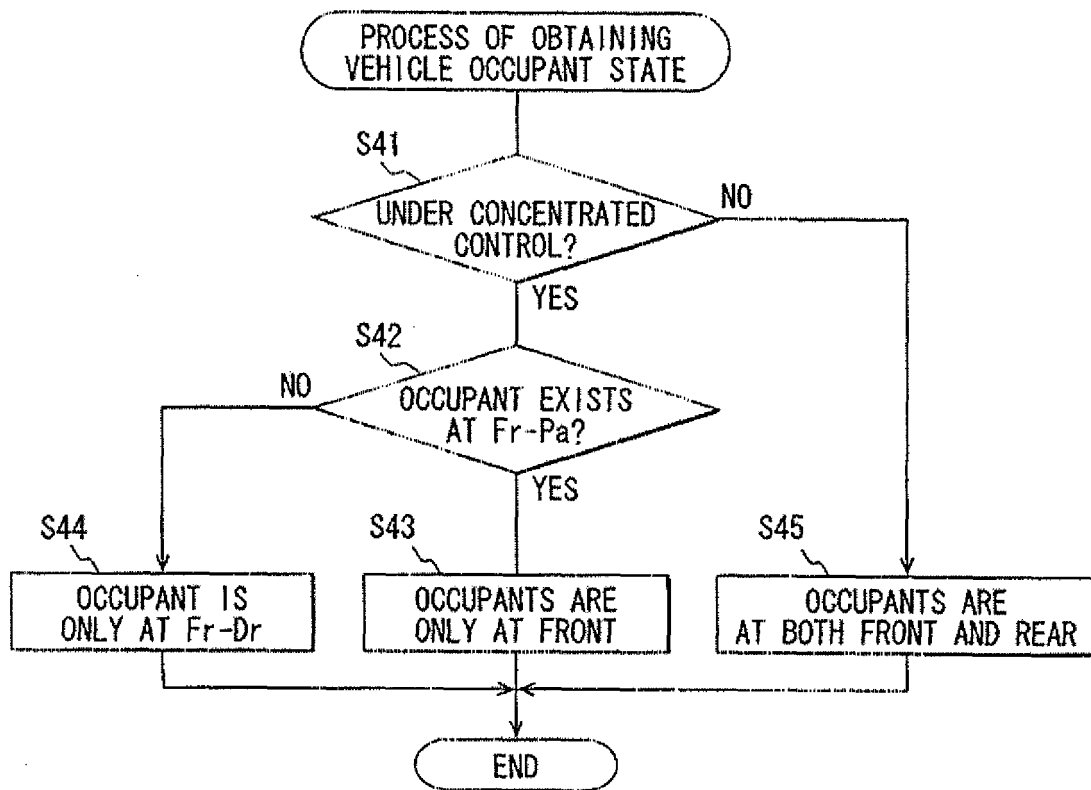 PROCESS OF OBTAINING
VEHICLE OCCUPANT STATE
S41
NO
UNDER CONCENTRATED
CONTROL?
YES
S42
NO
OCCUPANT EXISTS
AT Fr-Pa?
YES
S44
S43
S45
OCCUPANT IS
ONLY AT Fr-Dr
OCCUPANTS ARE
ONLY AT FRONT
OCCUPANTS ARE
AT BOTH FRONT AND REAR
END